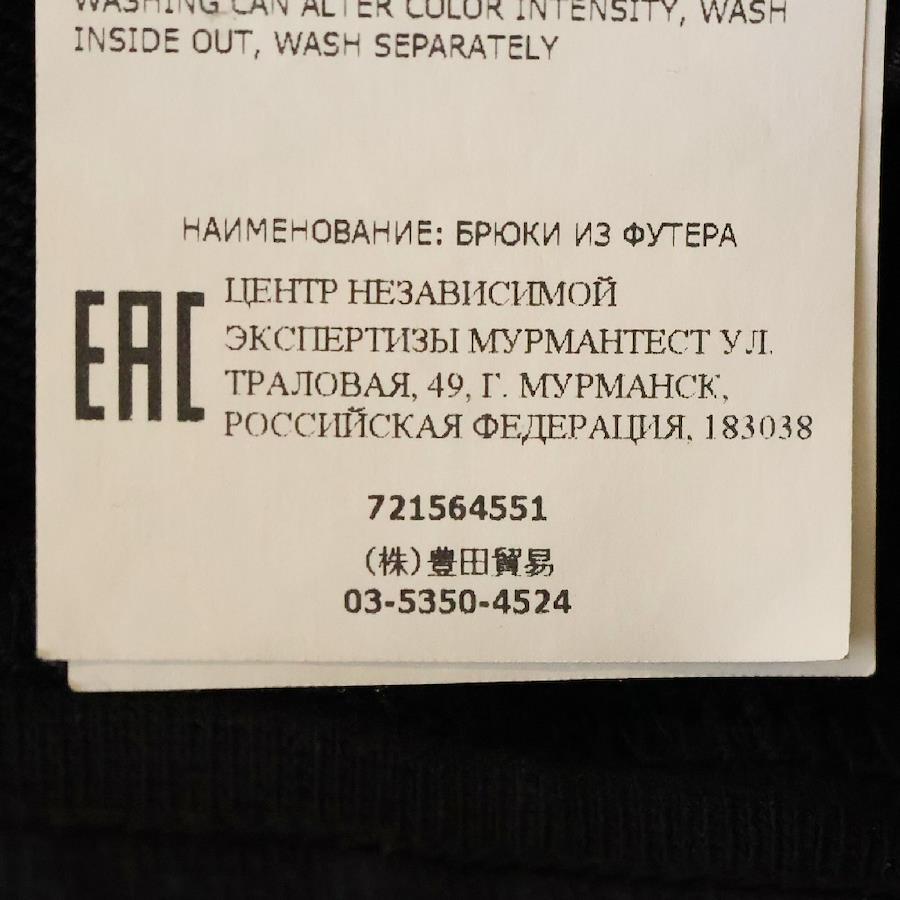 WASHING CAN ALTER COLOR INTENSITY, WASH
INSIDE OUT, WASH SEPARATELY
НАИМЕНОВАНИЕ: БРЮКИ ИЗ ФУТЕРА
EAC
ЦЕНТР НЕЗАВИСИМОЙ
ЭКСПЕРТИЗЫ МУРМАНТЕСТ УЛ.
ТРАЛОВАЯ, 49, Г. МУРМАНСК,
РОССИЙСКАЯ ФЕДЕРАЦИЯ, 183038
721564551
(株)豊田貿易
03-5350-4524